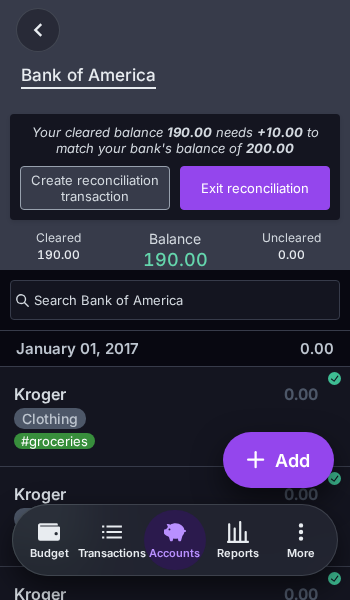 Bank of America
Your cleared balance 190.00 needs +10.00 to
match your bank's balance of 200.00
Create reconciliation
transaction
Exit reconciliation
Cleared
190.00
Balance
190.00
Uncleared
0.00
Search Bank of America
January 01, 2017 0.00
Kroger 0.00
Clothing
#groceries
Add
Kroger 0.00
Budget
Transactions
Accounts
Reports
More
Kroger 0.00